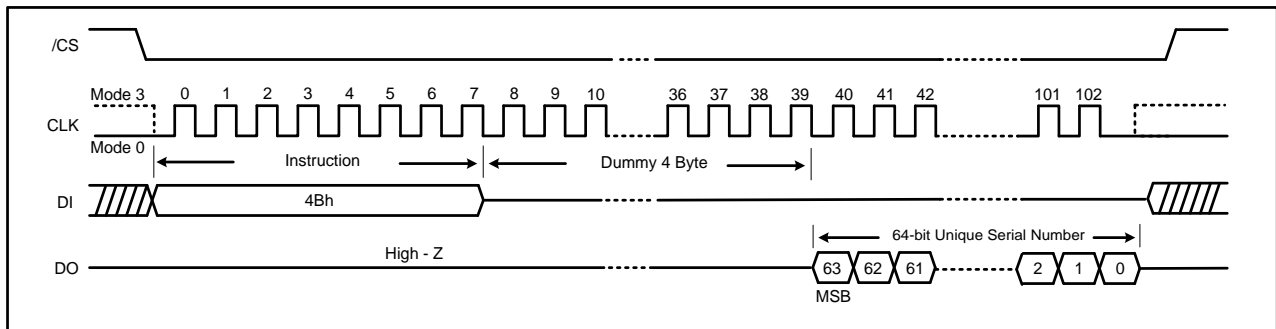 /CS
Mode 3 0 1 2 3 4 5 6 7 8 9 10 36 37 38 39 40 41 42 101 102
CLK
Mode 0
Instruction Dummy 4 Byte
DI 4Bh
64-bit Unique Serial Number
High - Z
DO 63 62 61 2 1 0
MSB